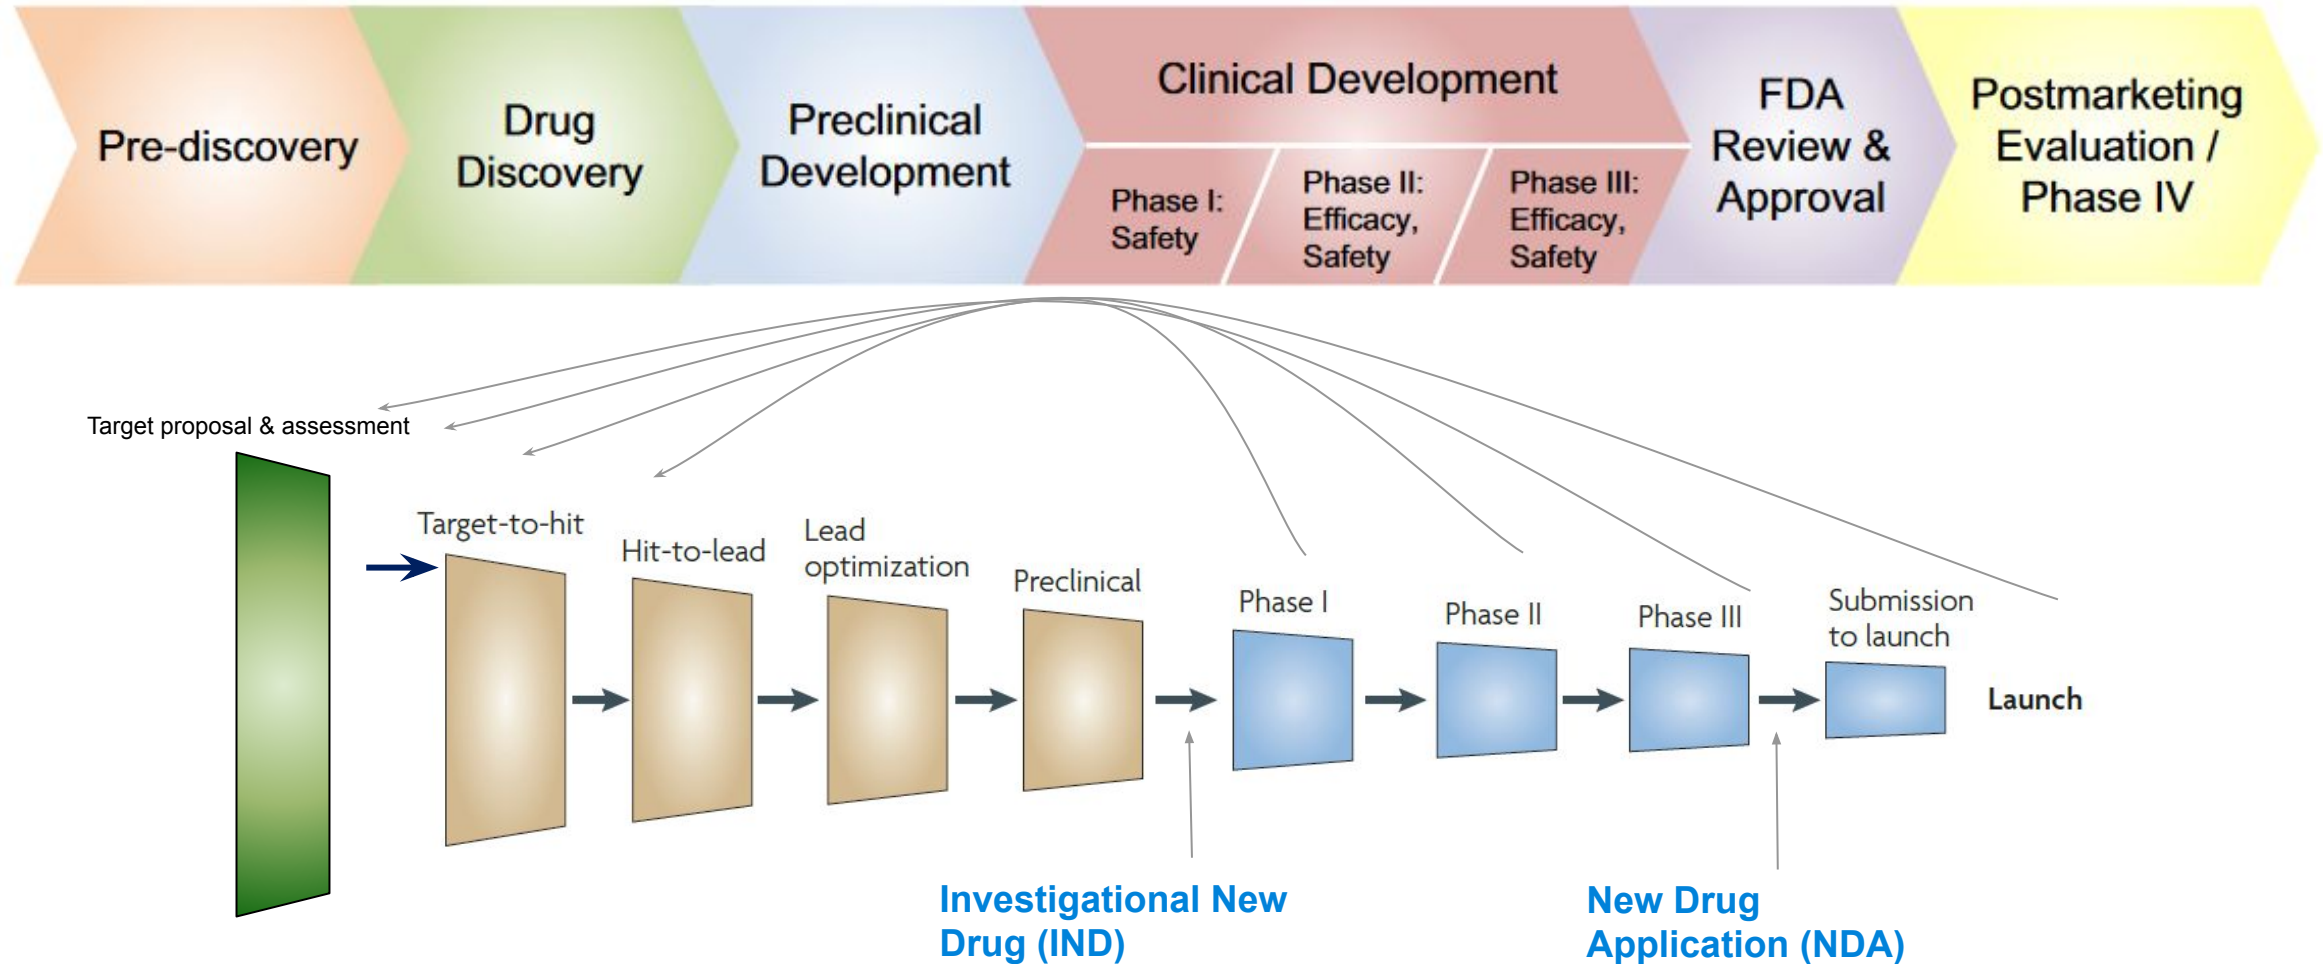 Pre-discovery
Drug
Discovery
Preclinical
Development
Clinical Development
Phase I:
Safety
Phase II:
Efficacy,
Safety
Phase III:
Efficacy,
Safety
FDA
Review &
Approval
Postmarketing
Evaluation /
Phase IV
Target proposal & assessment
Target-to-hit
Hit-to-lead
Lead
optimization
Preclinical
Phase I
Phase II
Phase III
Submission
to launch
Launch
Investigational New
Drug (IND)
New Drug
Application (NDA)